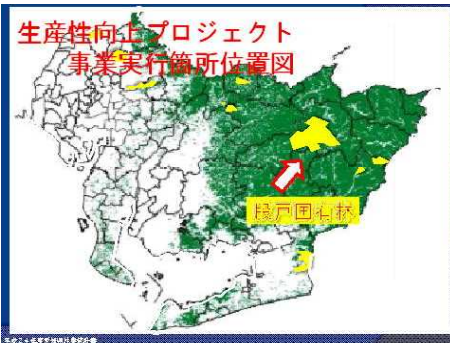 生産性向上プロジェクト
事業実行箇所位置図
段戸国有林